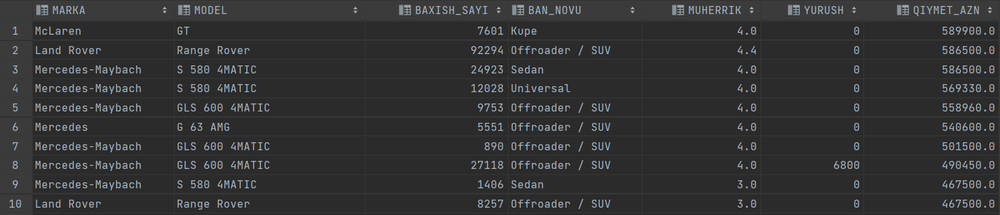 MARKA MODEL BAXISH_SAYI BAN_NOVU MUHERRIK YURUSH QIYMET_AZN
1 McLaren GT 7601 Kupe 4.0 0 589900.0
2 Land Rover Range Rover 92294 Offroader / SUV 4.4 0 586500.0
3 Mercedes-Maybach S 580 4MATIC 24923 Sedan 4.0 0 586500.0
4 Mercedes-Maybach S 580 4MATIC 12028 Universal 4.0 0 569330.0
5 Mercedes-Maybach GLS 600 4MATIC 9753 Offroader / SUV 4.0 0 558960.0
6 Mercedes G 63 AMG 5551 Offroader / SUV 4.0 0 540600.0
7 Mercedes-Maybach GLS 600 4MATIC 890 Offroader / SUV 4.0 0 501500.0
8 Mercedes-Maybach GLS 600 4MATIC 27118 Offroader / SUV 4.0 6800 490450.0
9 Mercedes-Maybach S 580 4MATIC 1406 Sedan 3.0 0 467500.0
10 Land Rover Range Rover 8257 Offroader / SUV 3.0 0 467500.0